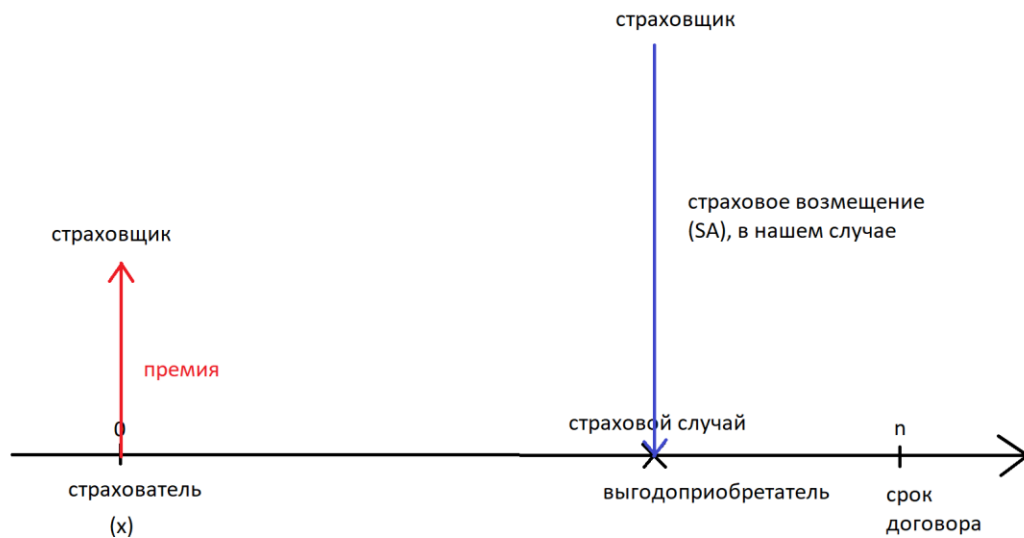 страховщик
страховое возмещение
(SA), в нашем случае
страховщик
премия
0
страховой случай
n
страхователь
(x)
выгодоприобретатель
срок
договора